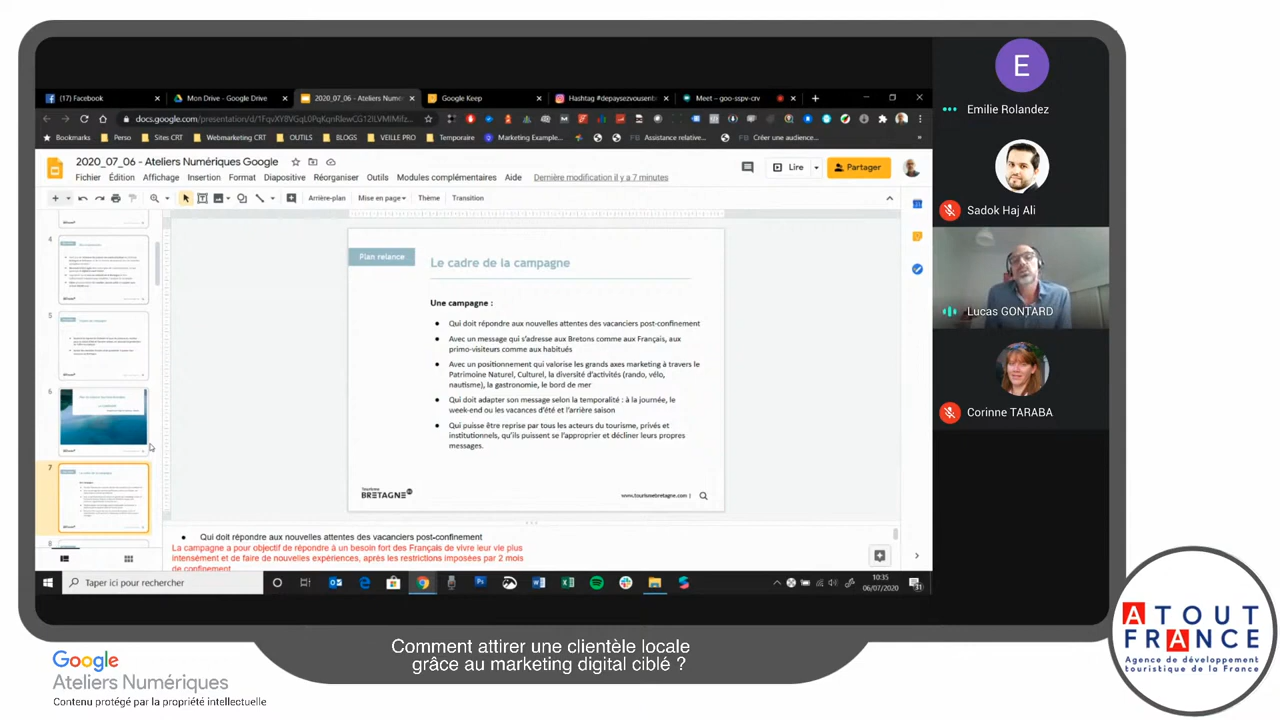 (17) Facebook
Mon Drive - Google Drive
2020_07_06 - Ateliers Numé
Google Keep
Hashtag #depaysezvousent
Meet – goo-sspv-crv
docs.google.com/presentation/d/
Bookmarks
Perso
Sites CRT
Webmarketing CRT
OUTILS
BLOGS
VEILLE PRO
Temporaire
Marketing Example...
Assistance relative...
Créer une audience...
2020_07_06 - Ateliers Numériques Google
Lire
Partager
Fichier Édition Affichage Insertion Format Diapositive Réorganiser Outils Modules complémentaires Aide Dernière modification il y a 7 minutes
Arrière-plan Mise en page Thème Transition
4
5
6
7
8
Plan relance
Le cadre de la campagne
Une campagne :
● Qui doit répondre aux nouvelles attentes des vacanciers post-confinement
● Avec un message qui s'adresse aux Bretons comme aux Français, aux
primo-visiteurs comme aux habitués
● Avec un positionnement qui valorise les grands axes marketing à travers le
Patrimoine Naturel, Culturel, la diversité d'activités (rando, vélo,
nautisme), la gastronomie, le bord de mer
● Qui doit adapter son message selon la temporalité : à la journée, le
week-end ou les vacances d'été et l'arrière saison
● Qui puisse être reprise par tous les acteurs du tourisme, privés et
institutionnels, qu'ils puissent se l'approprier et décliner leurs propres
messages.
Tourisme
BRETAGNE
www.tourismebretagne.com |
● Qui doit répondre aux nouvelles attentes des vacanciers post-confinement
La campagne a pour objectif de répondre à un besoin fort des Français de vivre leur vie plus
intensément et de faire de nouvelles expériences, après les restrictions imposées par 2 mois
de confinement
Taper ici pour rechercher
10:35
06/07/2020
E
Emilie Rolandez
Sadok Haj Ali
Lucas GONTARD
Corinne TARABA
Comment attirer une clientèle locale
grâce au marketing digital ciblé ?
Google
Ateliers Numériques
Contenu protégé par la propriété intellectuelle
ATOUT
FRANCE
Agence de développement
touristique de la France